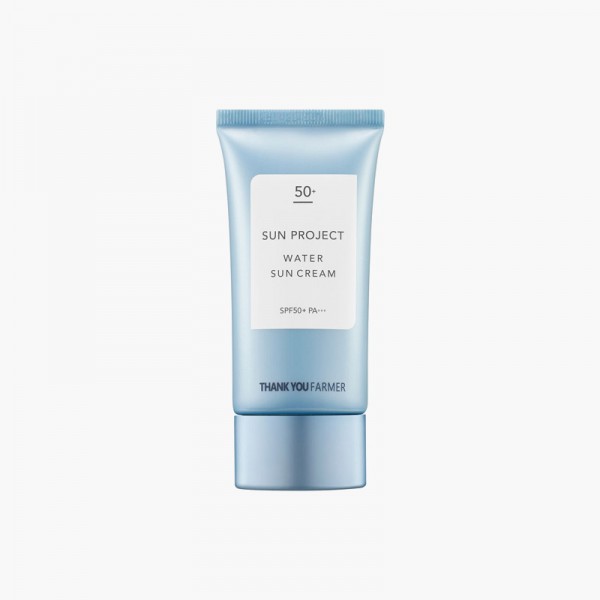 50+
SUN PROJECT
WATER
SUN CREAM
SPF50+ PA+++
THANK YOU FARMER